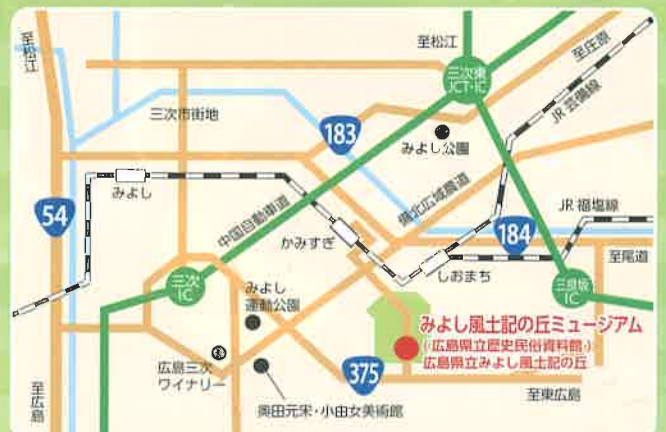 至松江
至松江
三次東
JCT・IC
至庄原
JR 芸備線
三次市街地
183
みよし公園
みよし
54
中国自動車道
備北広域農道
かみすぎ
184
JR 福塩線
しおまち
至尾道
三次
IC
みよし
運動公園
三良坂
IC
みよし風土記の丘ミュージアム
(広島県立歴史民俗資料館・)
広島県立みよし風土記の丘
広島三次
ワイナリー
375
至広島
奥田元宋・小由女美術館
至東広島